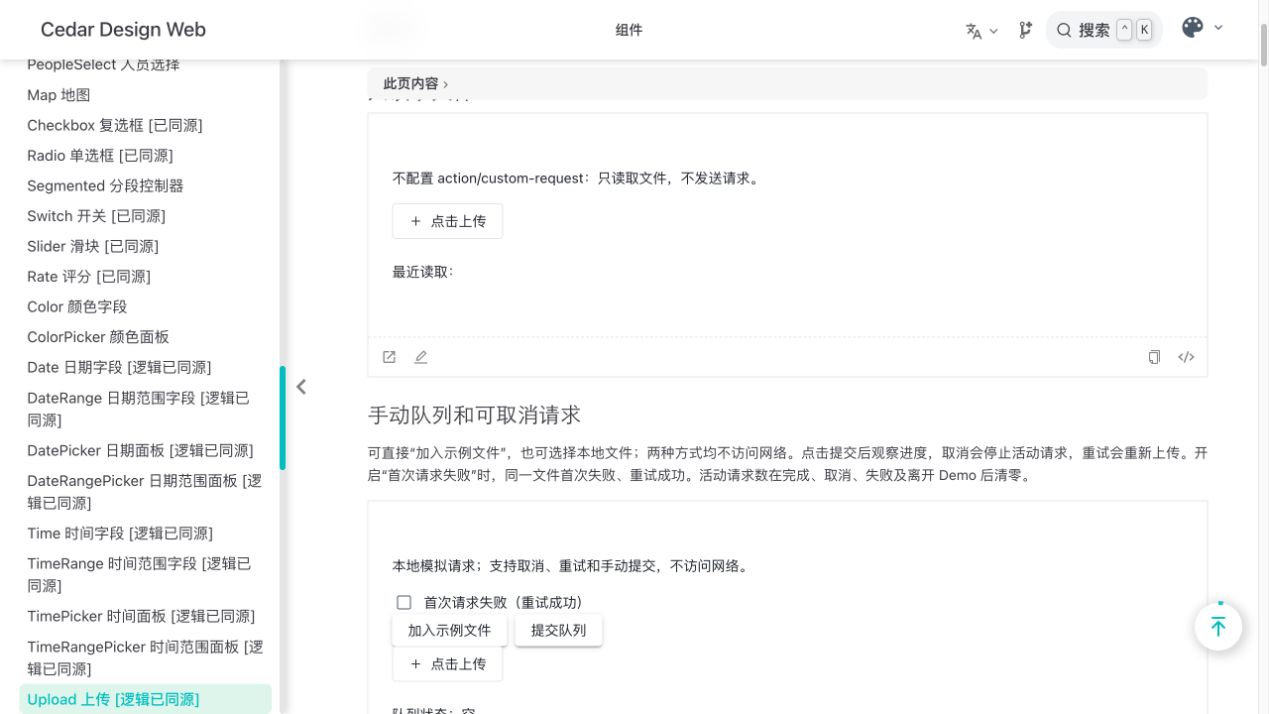 Cedar Design Web
组件
搜索 ^ K
PeopleSelect 人员选择
Map 地图
Checkbox 复选框 [已同源]
Radio 单选框 [已同源]
Segmented 分段控制器
Switch 开关 [已同源]
Slider 滑块 [已同源]
Rate 评分 [已同源]
Color 颜色字段
ColorPicker 颜色面板
Date 日期字段 [逻辑已同源]
DateRange 日期范围字段 [逻辑已
同源]
DatePicker 日期面板 [逻辑已同源]
DateRangePicker 日期范围面板 [逻
辑已同源]
Time 时间字段 [逻辑已同源]
TimeRange 时间范围字段 [逻辑已
同源]
TimePicker 时间面板 [逻辑已同源]
TimeRangePicker 时间范围面板 [逻
辑已同源]
Upload 上传 [逻辑已同源]
此页内容 ›
不配置 action/custom-request：只读取文件，不发送请求。
+ 点击上传
最近读取：
手动队列和可取消请求
可直接“加入示例文件”，也可选择本地文件；两种方式均不访问网络。点击提交后观察进度，取消会停止活动请求，重试会重新上传。开
启“首次请求失败”时，同一文件首次失败、重试成功。活动请求数在完成、取消、失败及离开 Demo 后清零。
本地模拟请求；支持取消、重试和手动提交，不访问网络。
首次请求失败（重试成功）
加入示例文件 提交队列
+ 点击上传
队列状态：空